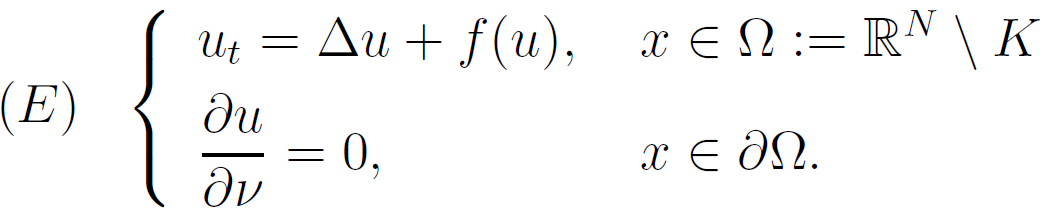 (E) { u_t = Δu + f(u), x ∈ Ω := ℝ^N \ K
∂u/∂ν = 0, x ∈ ∂Ω.